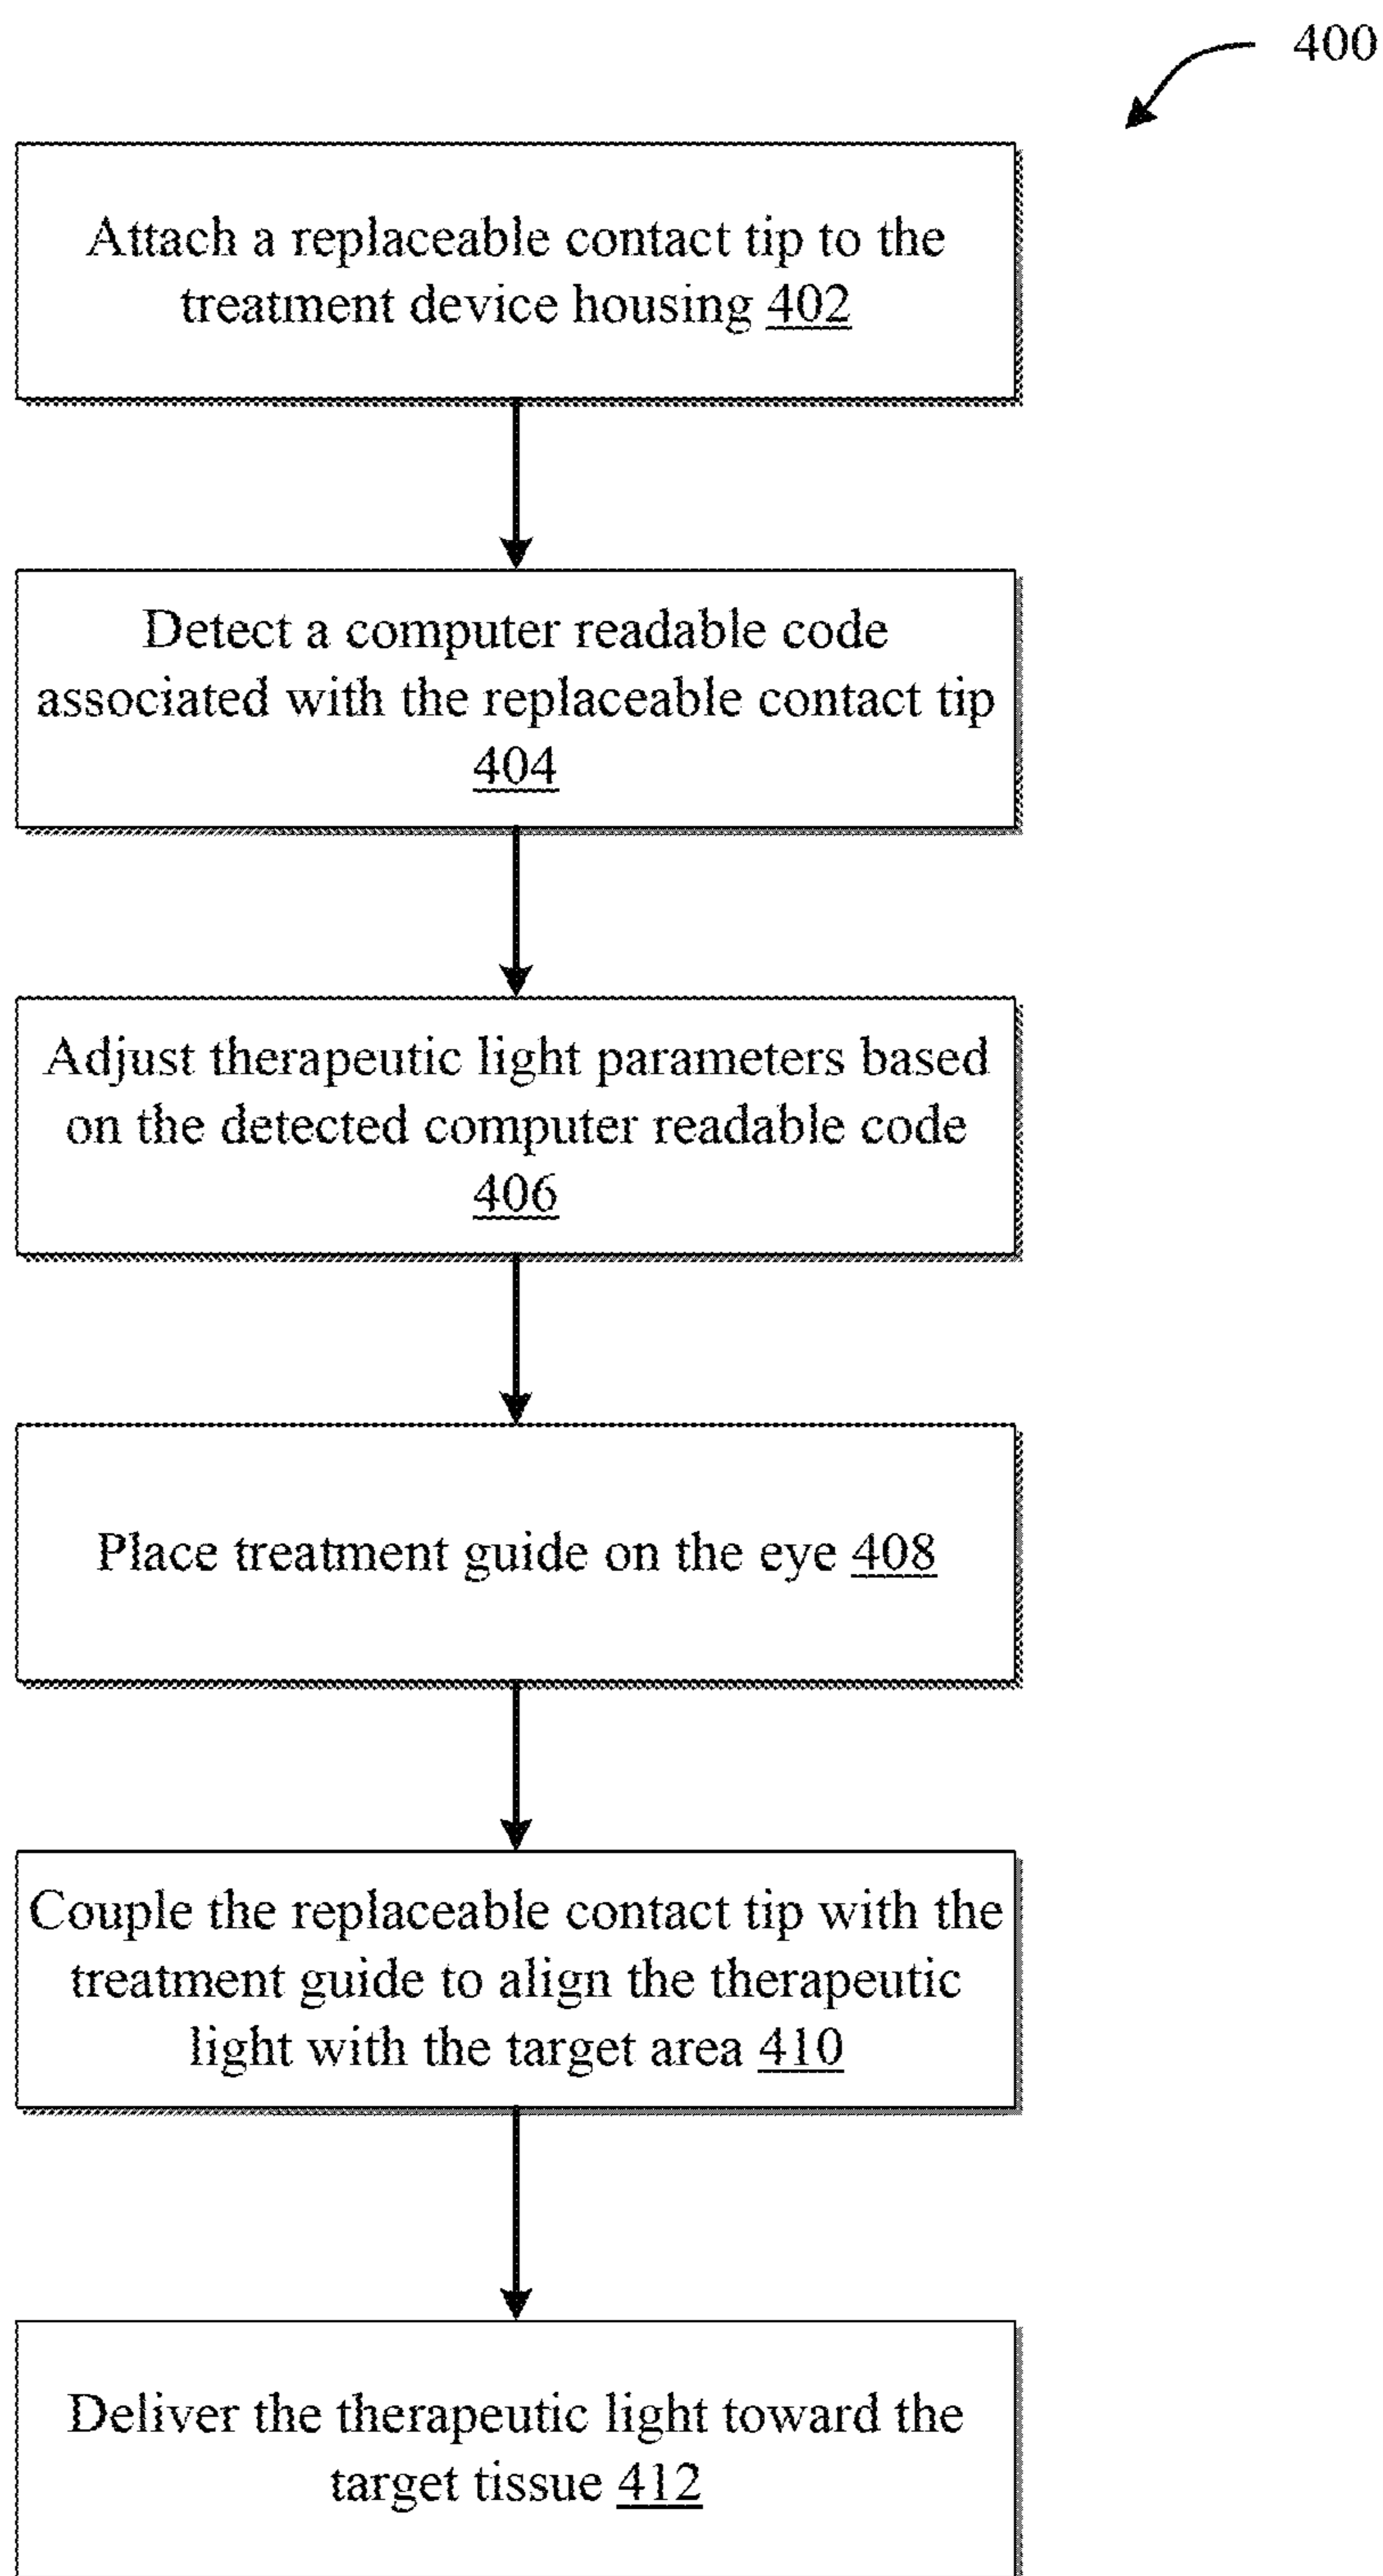 400
Attach a replaceable contact tip to the
treatment device housing 402
Detect a computer readable code
associated with the replaceable contact tip
404
Adjust therapeutic light parameters based
on the detected computer readable code
406
Place treatment guide on the eye 408
Couple the replaceable contact tip with the
treatment guide to align the therapeutic
light with the target area 410
Deliver the therapeutic light toward the
target tissue 412